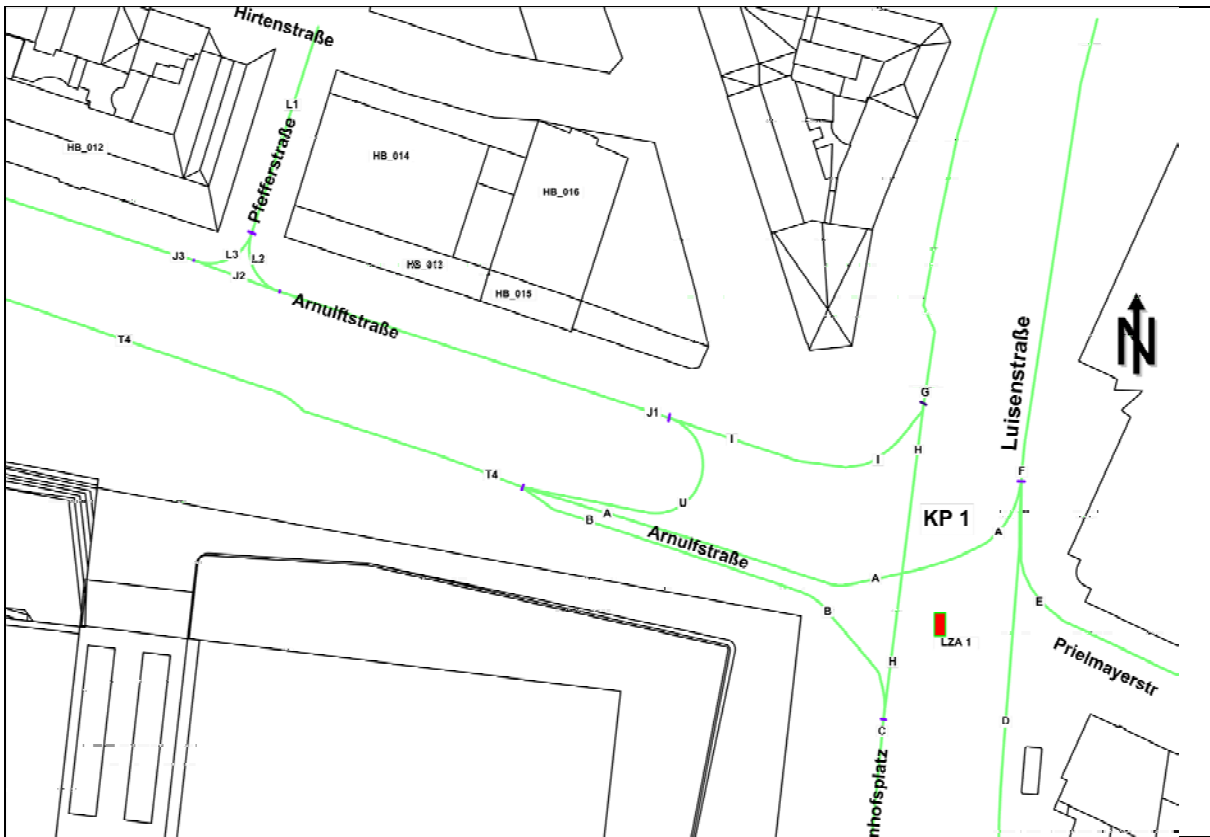 Hirtenstraße
L1
HB_012
Pfefferstraße
HB_014
HB_016
J3
L3
L2
J2
HB_013
HB_015
Arnulftstraße
T4
N
Luisenstraße
G
J1
I
I
H
F
T4
U
A
B
KP 1
A
Arnulfstraße
A
B
E
LZA 1
Prielmayerstr
H
D
C
nhofsplatz